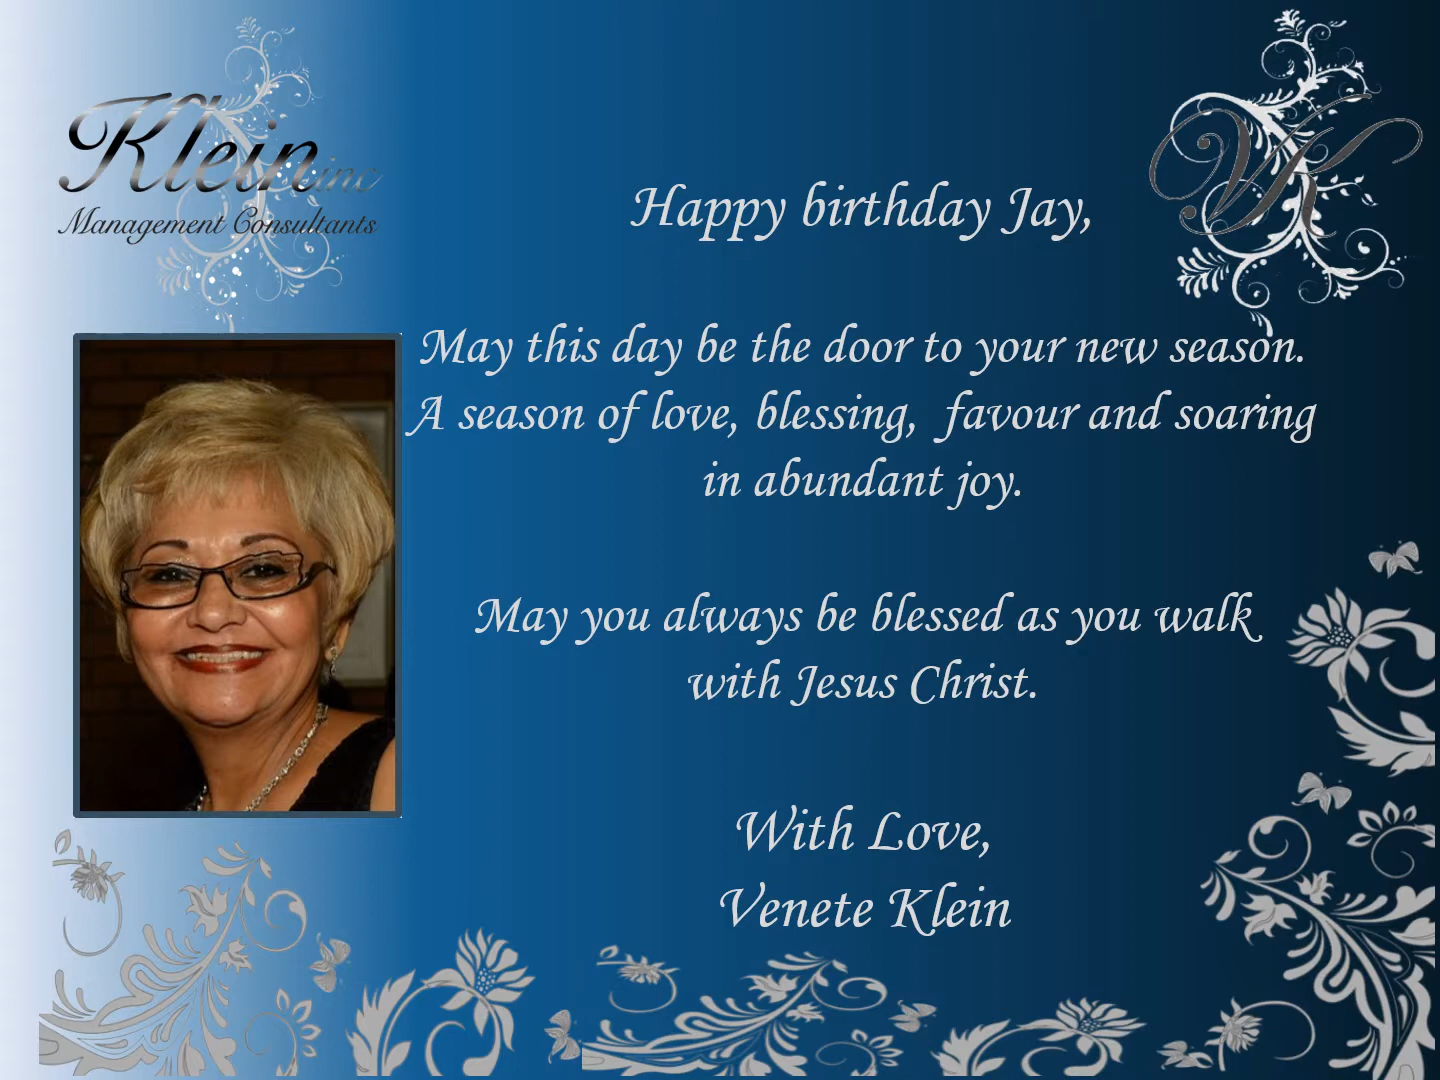 Klein inc
Management Consultants
VK
Happy birthday Jay,
May this day be the door to your new season.
A season of love, blessing,  favour and soaring
in abundant joy.
May you always be blessed as you walk
with Jesus Christ.
With Love,
Venete Klein